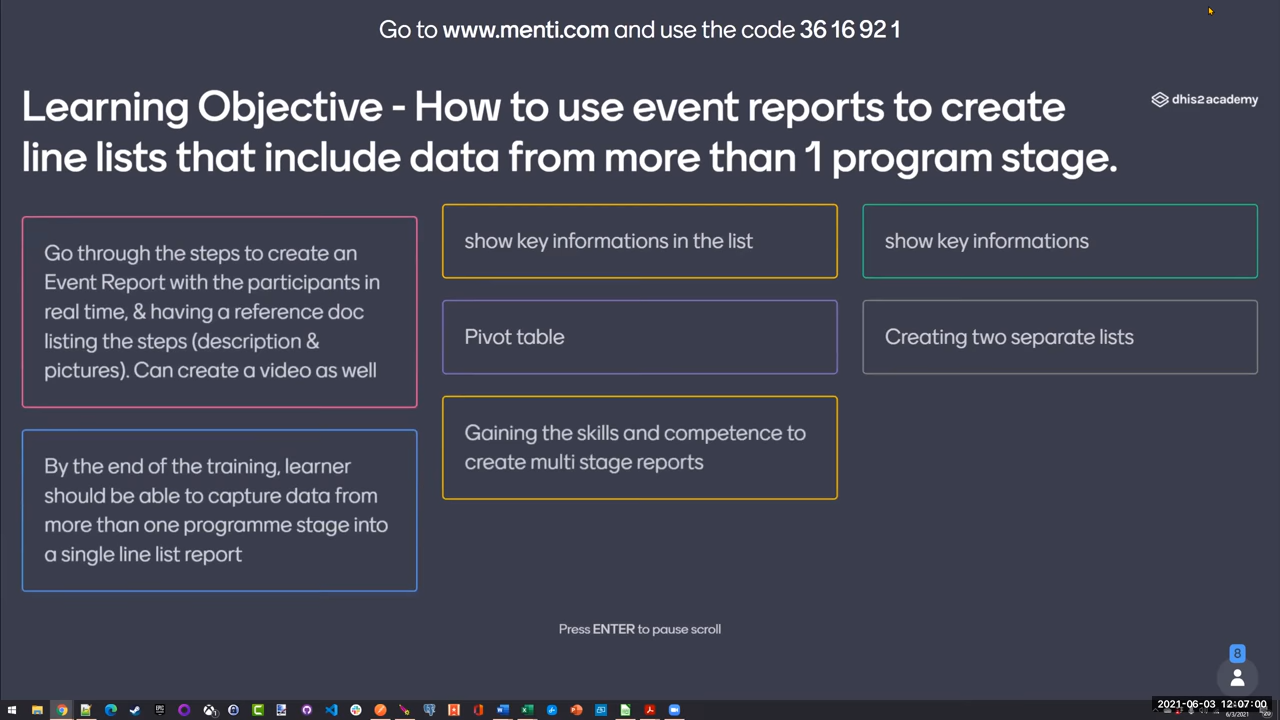 Go to www.menti.com and use the code 36 16 92 1
Learning Objective - How to use event reports to create
line lists that include data from more than 1 program stage.
dhis2academy
Go through the steps to create an
Event Report with the participants in
real time, & having a reference doc
listing the steps (description &
pictures). Can create a video as well
By the end of the training, learner
should be able to capture data from
more than one programme stage into
a single line list report
show key informations in the list
Pivot table
Gaining the skills and competence to
create multi stage reports
show key informations
Creating two separate lists
Press ENTER to pause scroll
8
2021-06-03 12:07:00
6/3/2021